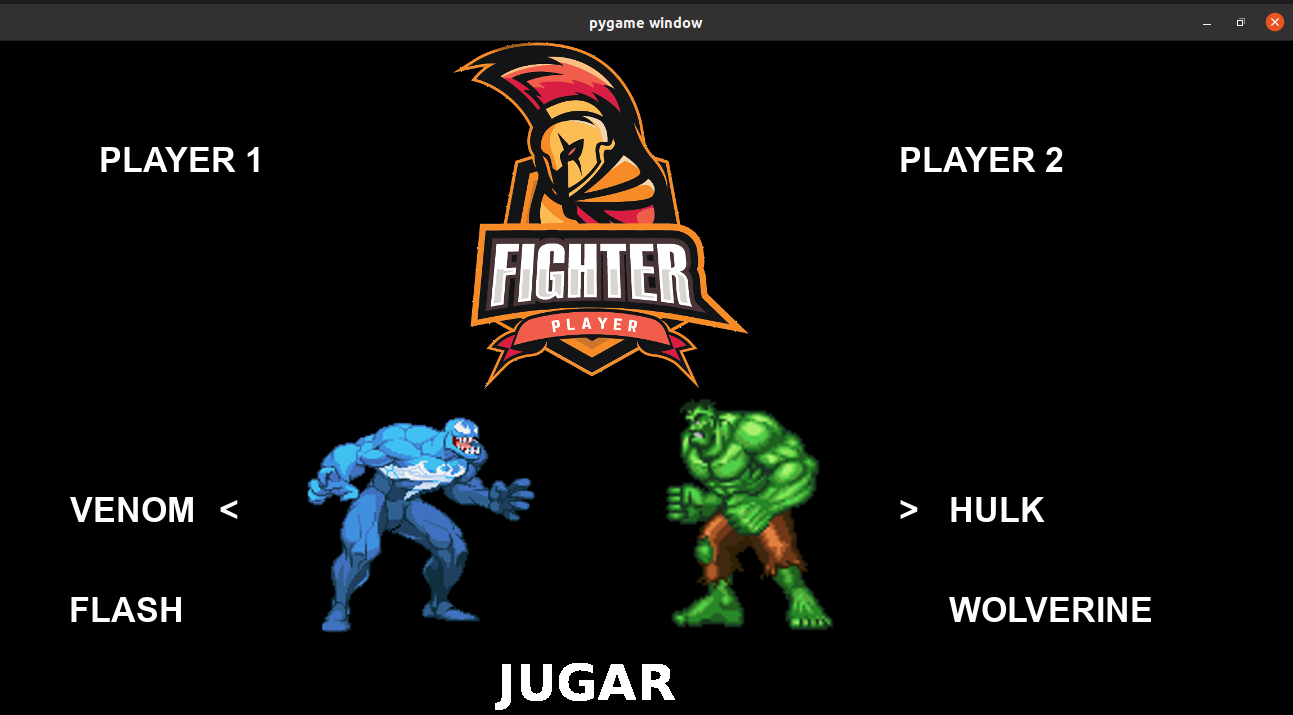 pygame window
PLAYER 1
PLAYER 2
FIGHTER
PLAYER
VENOM <
> HULK
FLASH
WOLVERINE
JUGAR